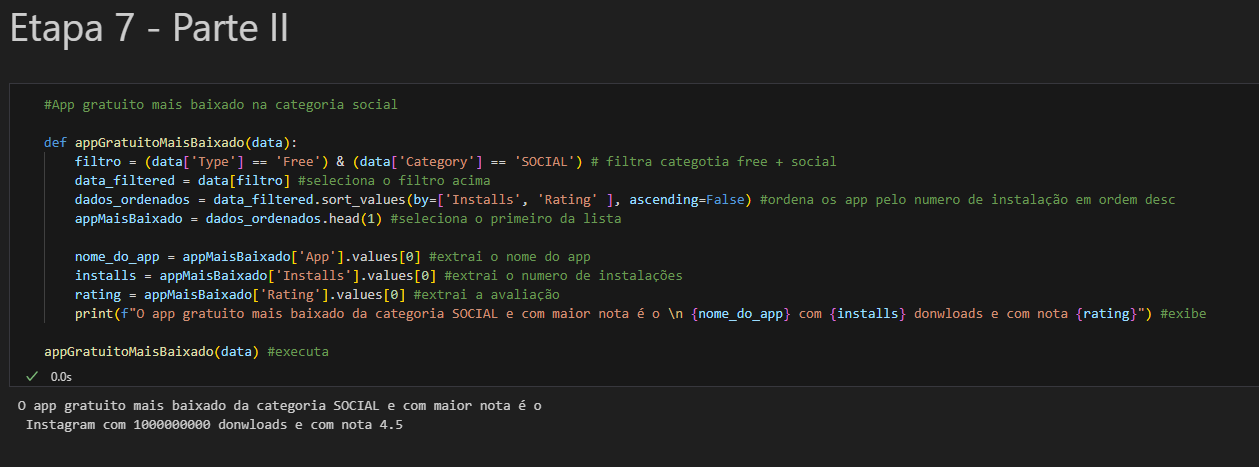 Etapa 7 - Parte II
#App gratuito mais baixado na categoria social
def appGratuitoMaisBaixado(data):
filtro = (data['Type'] == 'Free') & (data['Category'] == 'SOCIAL') # filtra categotia free + social
data_filtered = data[filtro] #seleciona o filtro acima
dados_ordenados = data_filtered.sort_values(by=['Installs', 'Rating' ], ascending=False) #ordena os app pelo numero de instalação em ordem desc
appMaisBaixado = dados_ordenados.head(1) #seleciona o primeiro da lista
nome_do_app = appMaisBaixado['App'].values[0] #extrai o nome do app
installs = appMaisBaixado['Installs'].values[0] #extrai o numero de instalações
rating = appMaisBaixado['Rating'].values[0] #extrai a avaliação
print(f"O app gratuito mais baixado da categoria SOCIAL e com maior nota é o \n {nome_do_app} com {installs} donwloads e com nota {rating}") #exibe
appGratuitoMaisBaixado(data) #executa
0.0s
O app gratuito mais baixado da categoria SOCIAL e com maior nota é o
Instagram com 1000000000 donwloads e com nota 4.5